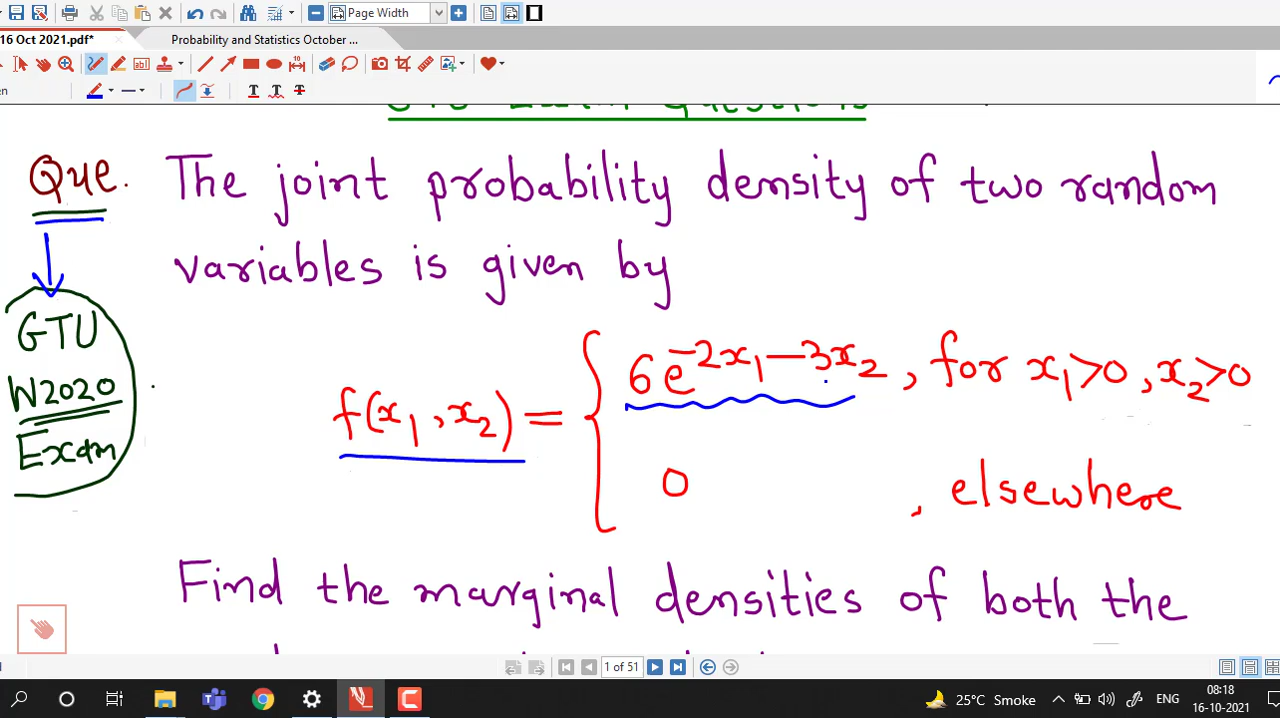 Page Width
16 Oct 2021.pdf*
Probability and Statistics October ...
Que. The joint probability density of two random
variables is given by
GTU
W2020
Exam
f(x₁,x₂) = { 6e^(-2x₁-3x₂) , for x₁>0, x₂>0
0 , elsewhere
Find the marginal densities of both the
1 of 51
25°C Smoke
ENG
08:18
16-10-2021